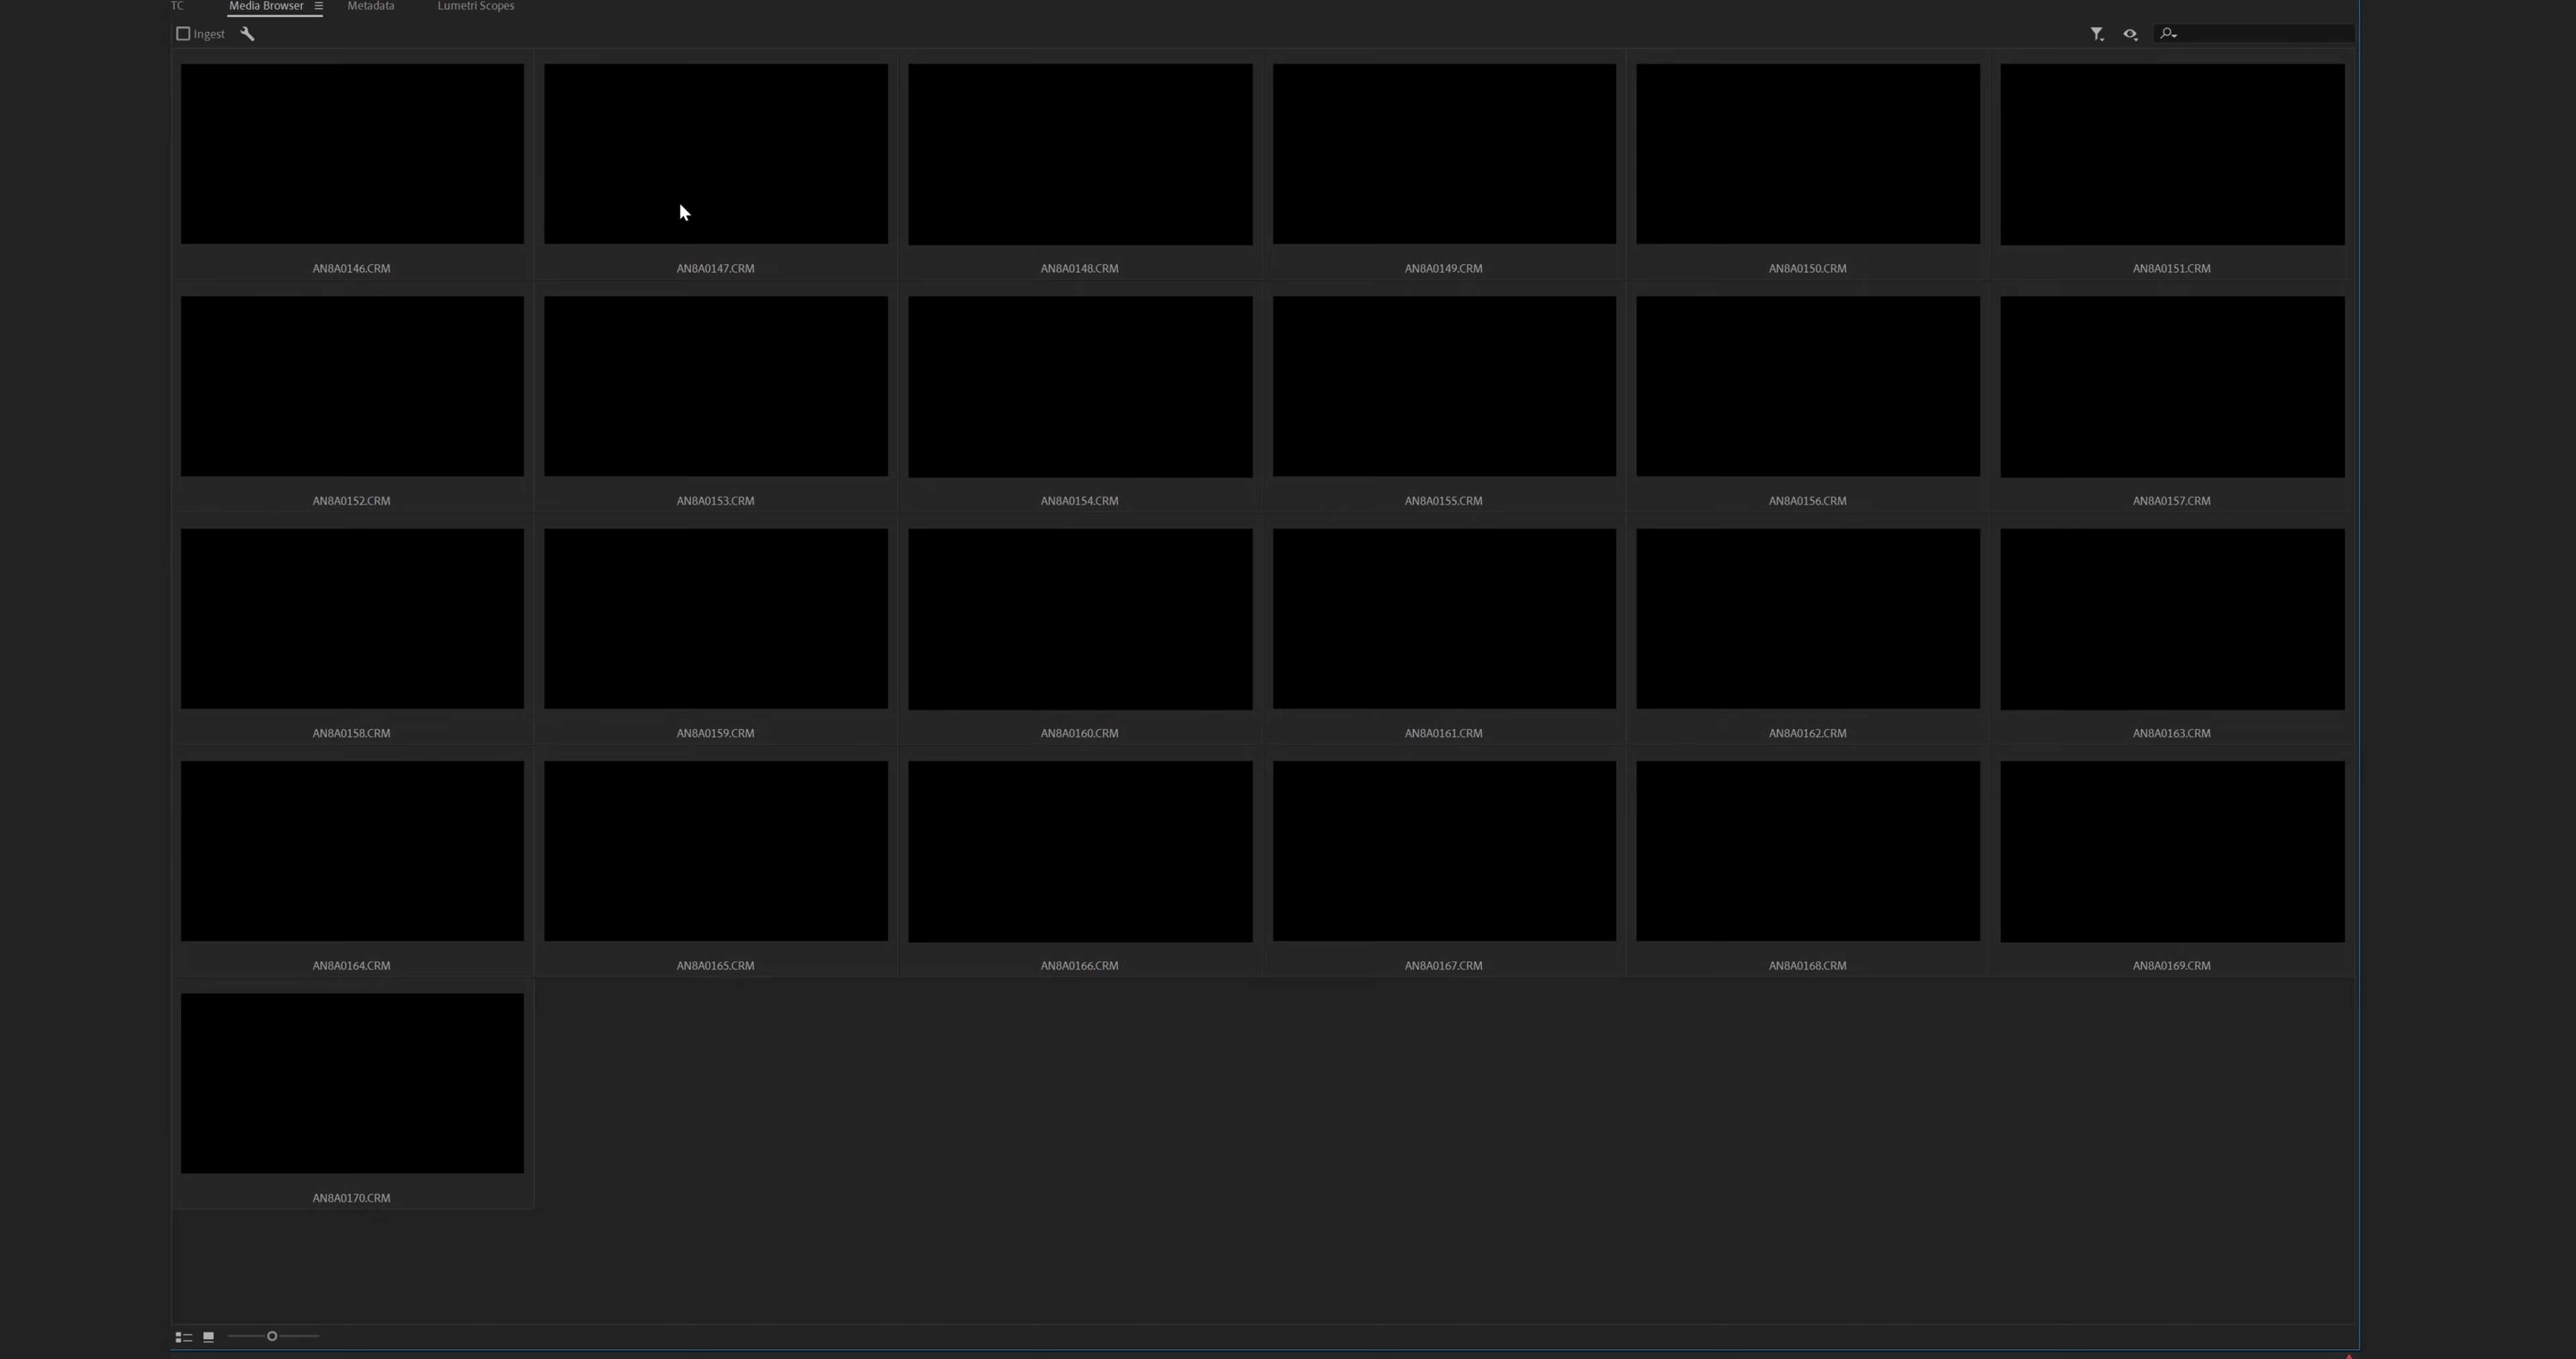 TC Media Browser Metadata Lumetri Scopes
Ingest
AN8A0146.CRM AN8A0147.CRM AN8A0148.CRM AN8A0149.CRM AN8A0150.CRM AN8A0151.CRM
AN8A0152.CRM AN8A0153.CRM AN8A0154.CRM AN8A0155.CRM AN8A0156.CRM AN8A0157.CRM
AN8A0158.CRM AN8A0159.CRM AN8A0160.CRM AN8A0161.CRM AN8A0162.CRM AN8A0163.CRM
AN8A0164.CRM AN8A0165.CRM AN8A0166.CRM AN8A0167.CRM AN8A0168.CRM AN8A0169.CRM
AN8A0170.CRM